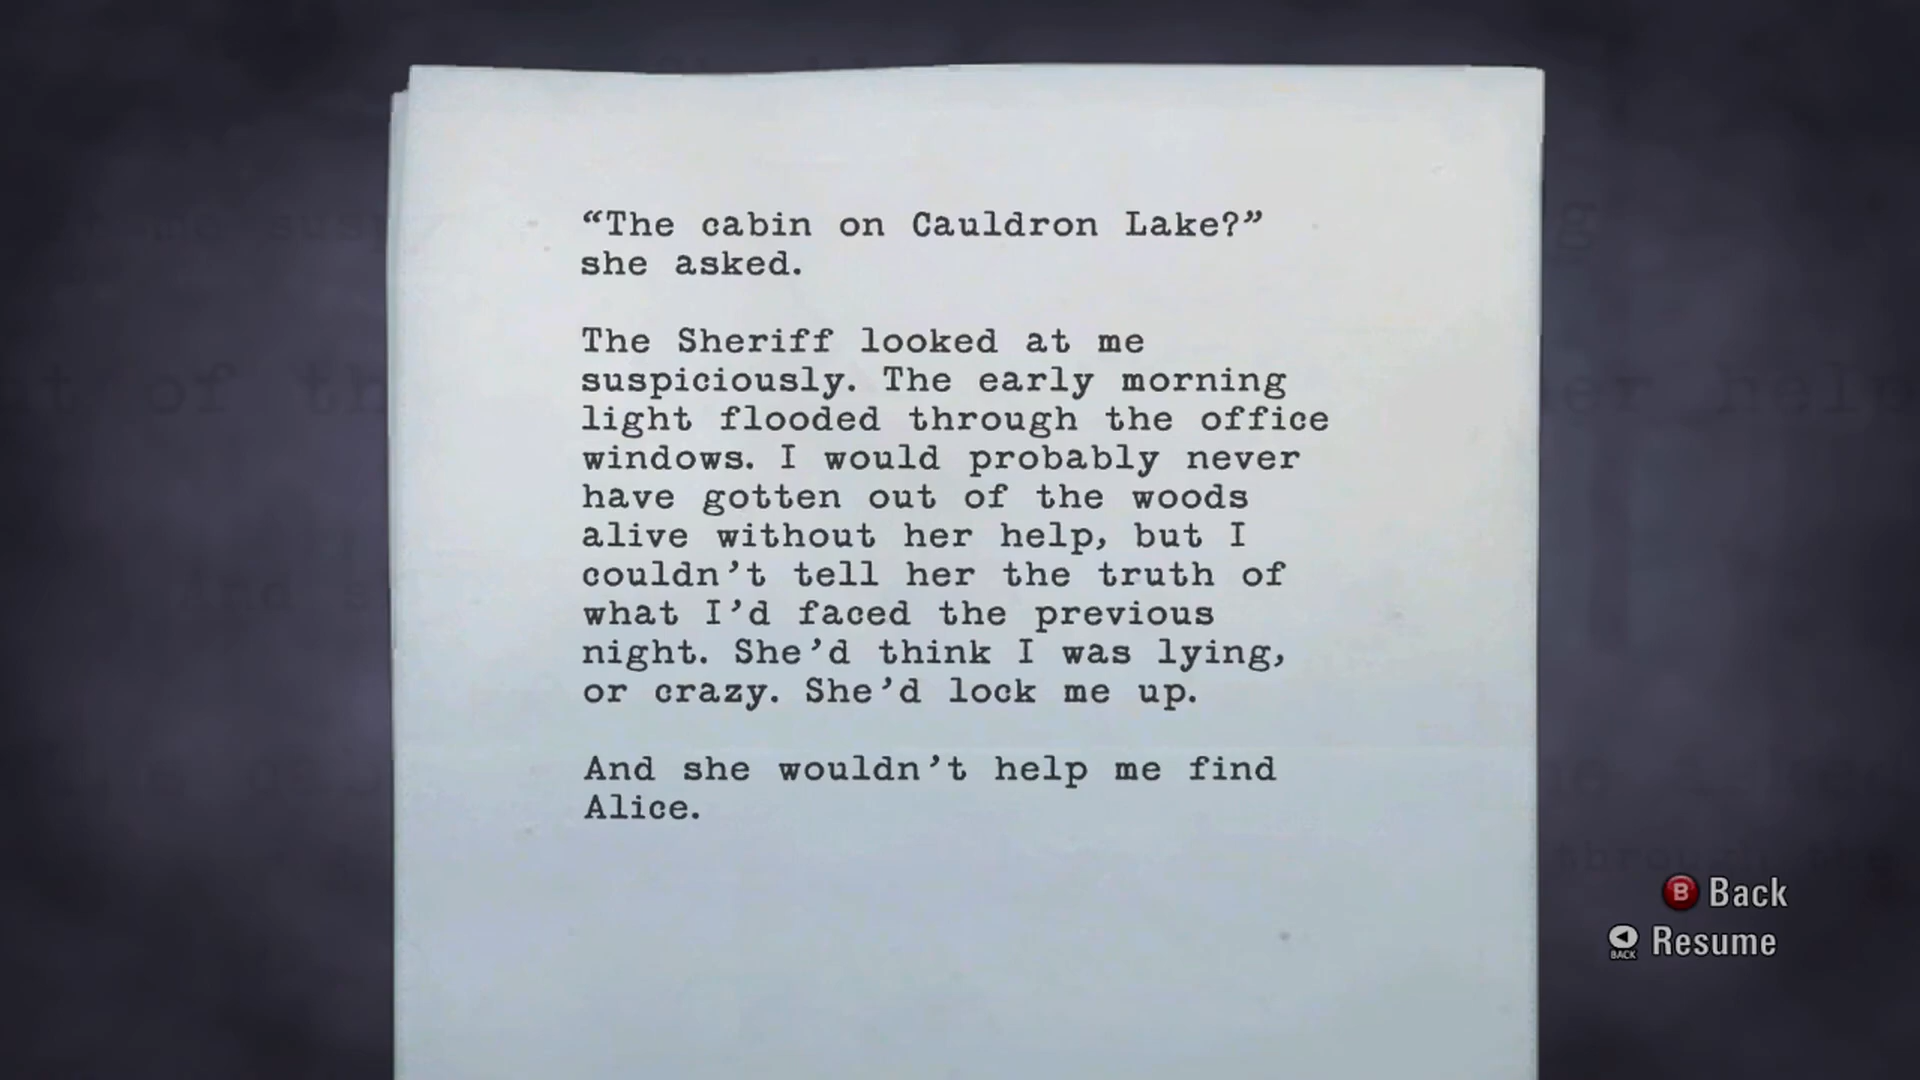 “The cabin on Cauldron Lake?”
she asked.
The Sheriff looked at me
suspiciously. The early morning
light flooded through the office
windows. I would probably never
have gotten out of the woods
alive without her help, but I
couldn’t tell her the truth of
what I’d faced the previous
night. She’d think I was lying,
or crazy. She’d lock me up.
And she wouldn’t help me find
Alice.
B Back
BACK Resume